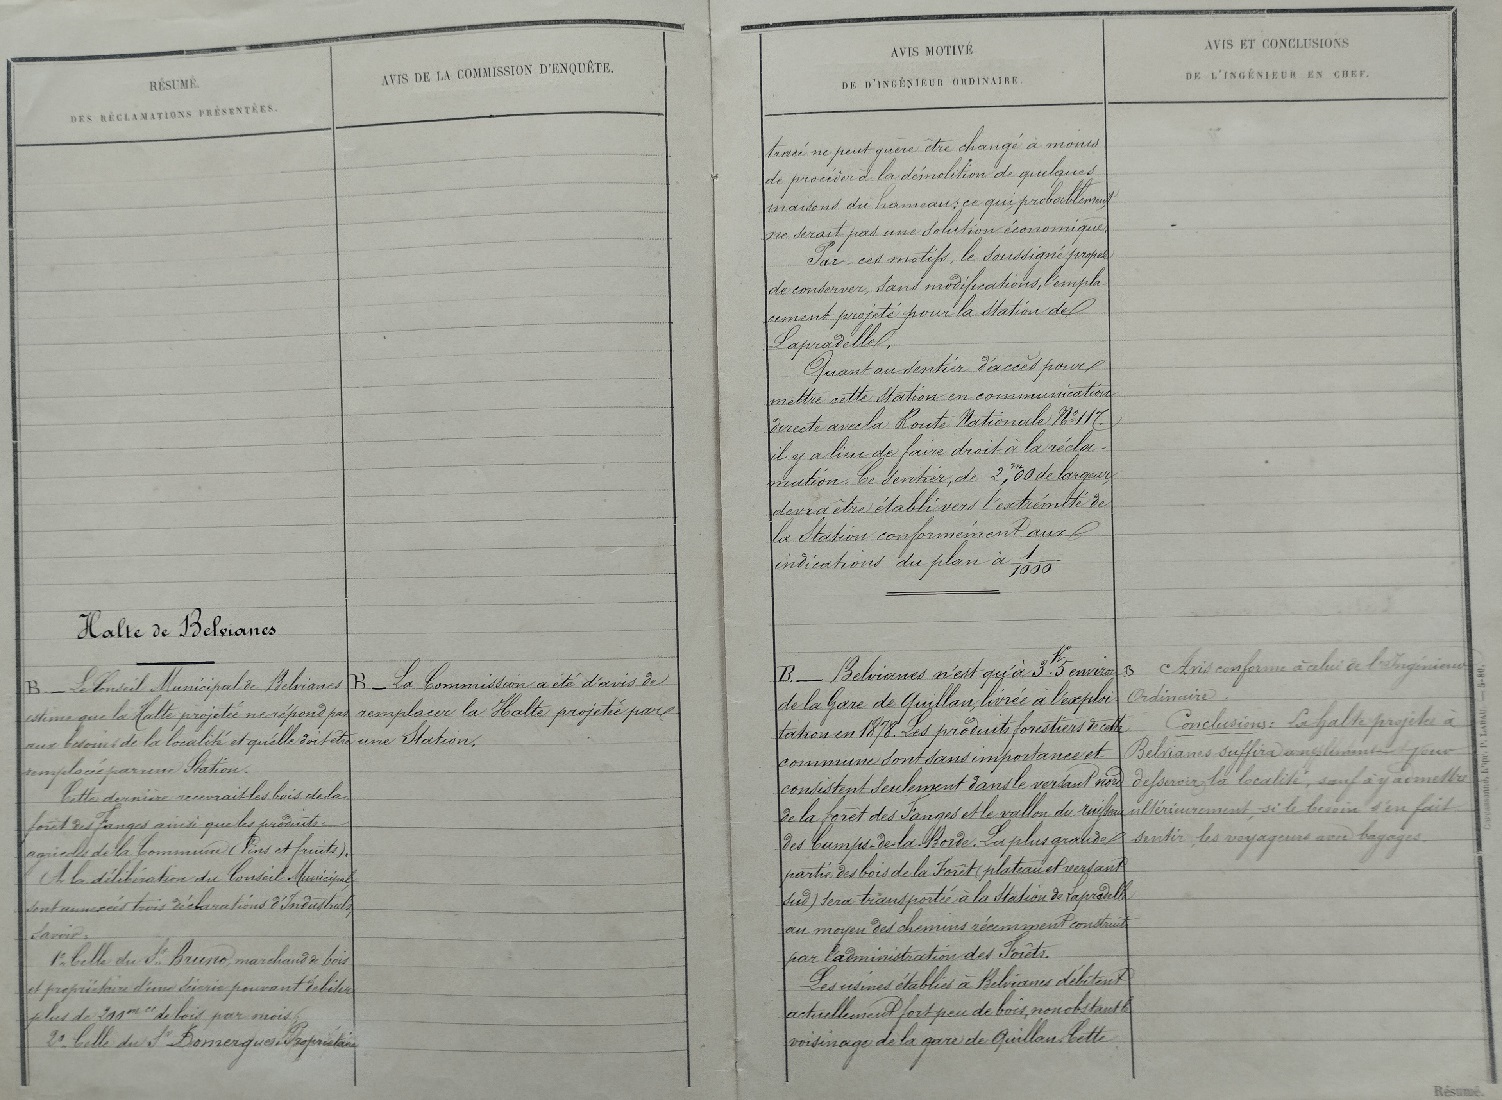 RÉSUMÉ
DES RÉCLAMATIONS PRÉSENTÉES.
Halte de Belvianes
B _ Le Conseil Municipal de Belvianes
estime que la Halte projetée ne répond pas
aux besoins de la localité et qu'elle doit être
remplacée par une Station.
Cette dernière recevrait les bois de la
forêt des Fanges ainsi que les produits
agricoles de la Commune (Vins et fruits).
A la délibération du Conseil Municipal
sont annexées trois déclarations d'Industriels
Savoir:
1º Celle du Sr. Bruno, marchand de bois
et propriétaire d'une scierie pouvant débiter
plus de de bois par mois;
2º Celle du Sr Domergue, Propriétaire
AVIS DE LA COMMISSION D'ENQUÊTE.
B _ La Commission a été d'avis de
remplacer la Halte projetée par
une Station.
AVIS MOTIVÉ
DE D'INGÉNIEUR ORDINAIRE.
tracé ne peut guère être changé à moins
de procéder à la démolition de quelques
maisons du hameau; ce qui probablement
ne serait pas une solution économique.
Par ces motifs, le soussigné propose
de conserver, sans modifications, l'empla
cement projeté pour la Station de
Lapradelle.
Quant au sentier d'accès pour
mettre cette station en communication
directe avec la Route Nationale Nº 117.
il y a lieu de faire droit à la récla-
mation. Ce sentier, de 2,m00 de largeur,
devra être établi vers l'extrémité de
la Station conformément aux
indications du plan à 1/1000
B _ Belvianes n'est qu'à 3k5 environ
de la Gare de Quillan, livrée à l'exploi
tation en 1878. Les produits forestiers de cette
commune sont sans importance et
consistent seulement dans le versant nord
de la forêt des Fanges et le vallon du ruisseau
des Camps-de-la-Borde. La plus grande
partie des bois de la Forêt (plateau et versant
sud) sera transportée à la Station de Lapradelle
au moyen des chemins récemment construits
par l'administration des Forêts.
Les usines établies à Belvianes débitent
actuellement fort peu de bois, nonobstant le
voisinage de la gare de Quillan. Cette
AVIS ET CONCLUSIONS
DE L'INGÉNIEUR EN CHEF.
B Avis conforme à celui de l'Ingénieur
Ordinaire
Conclusions: La halte projetée à
Belvianes suffira amplement pour
desservir la localité, sauf à y admettre
ultérieurement, si le besoin s'en fait
sentir, les voyageurs avec bagages.
Résumé.